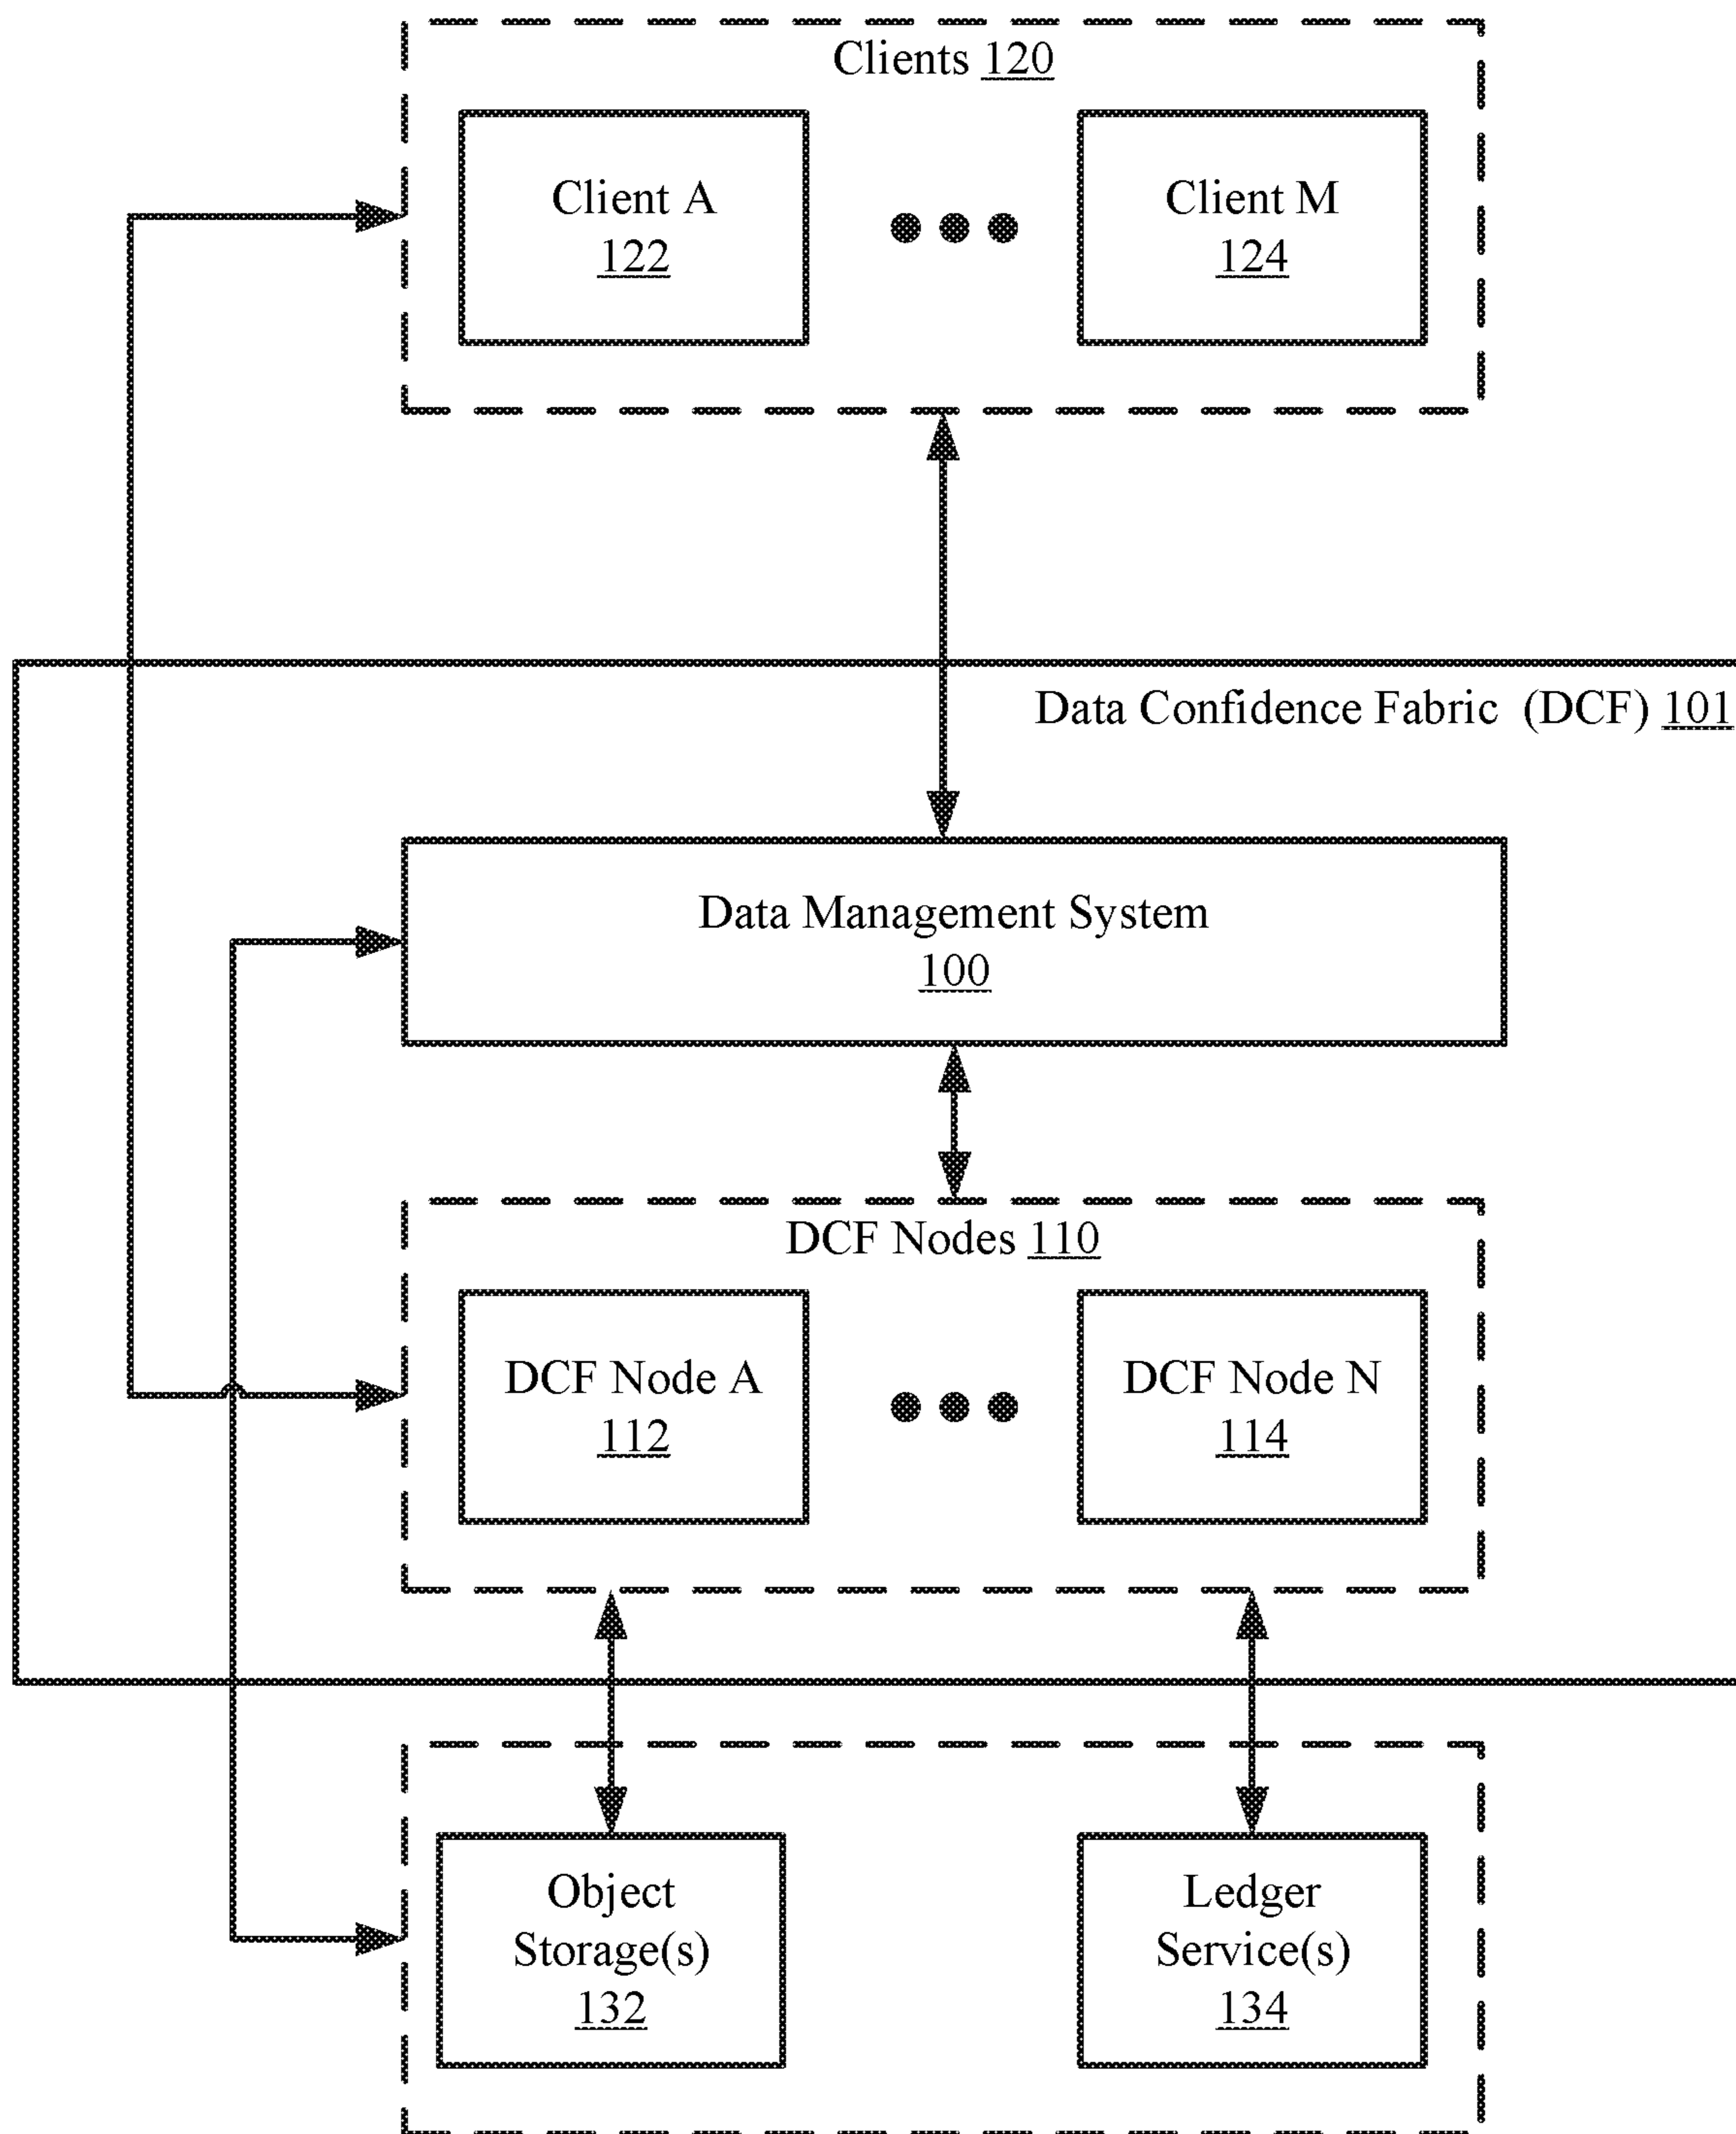 Clients 120
Client A
122
Client M
124
Data Confidence Fabric (DCF) 101
Data Management System
100
DCF Nodes 110
DCF Node A
112
DCF Node N
114
Object
Storage(s)
132
Ledger
Service(s)
134